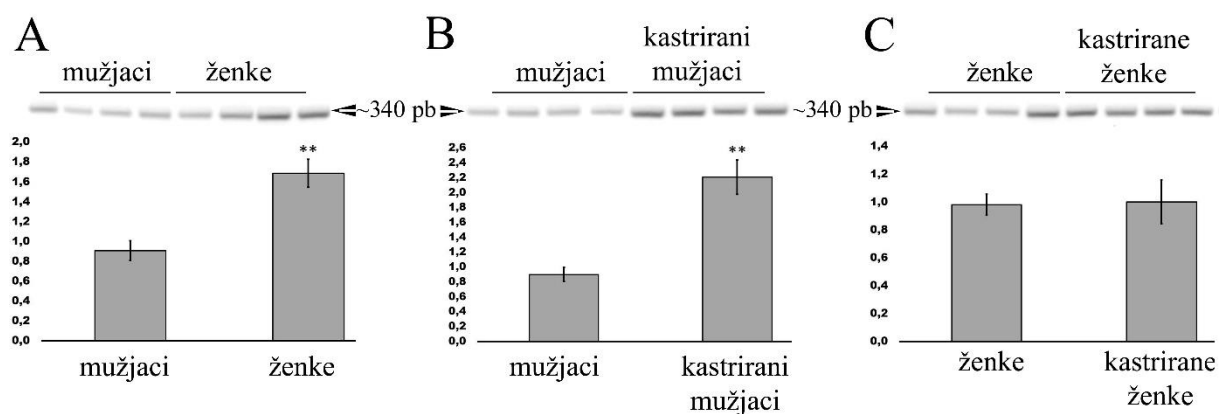 A
mužjaci ženke
~340 pb
**
2,0
1,8
1,6
1,4
1,2
1,0
0,8
0,6
0,4
0,2
0,0
mužjaci ženke
B
kastrirani
mužjaci mužjaci
~340 pb
**
2,6
2,4
2,2
2,0
1,8
1,6
1,4
1,2
1,0
0,8
0,6
0,4
0,2
0,0
mužjaci kastrirani
mužjaci
C
kastrirane
ženke ženke
1,4
1,2
1,0
0,8
0,6
0,4
0,2
0,0
ženke kastrirane
ženke